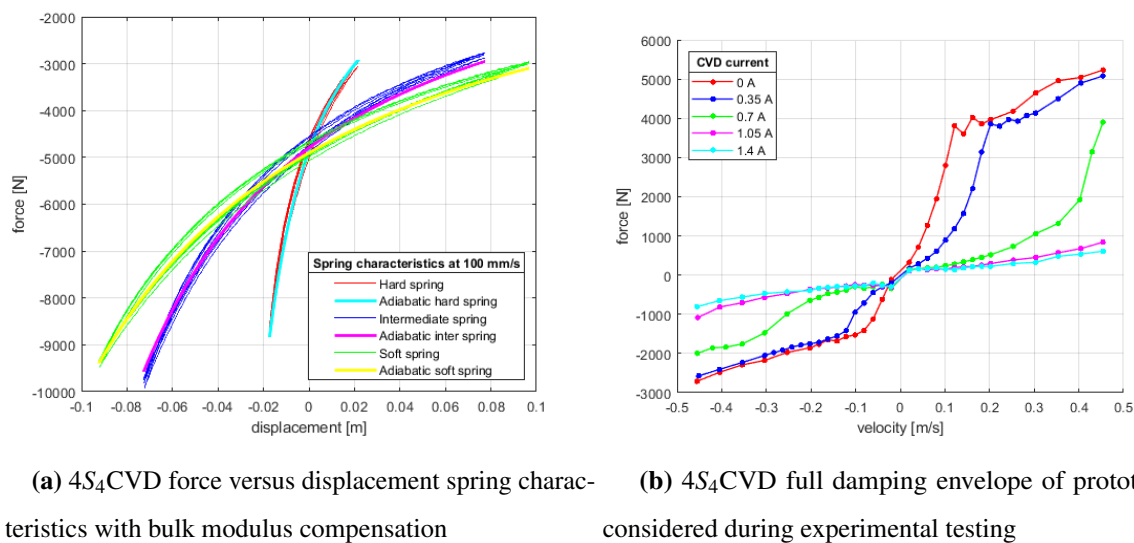 -2000
-3000
-4000
-5000
-6000
-7000
-8000
-9000
-10000
force [N]
Spring characteristics at 100 mm/s
Hard spring
Adiabatic hard spring
Intermediate spring
Adiabatic inter spring
Soft spring
Adiabatic soft spring
-0.1 -0.08 -0.06 -0.04 -0.02 0 0.02 0.04 0.06 0.08 0.1
displacement [m]
(a) 4S₄CVD force versus displacement spring charac-
teristics with bulk modulus compensation
6000
5000
4000
3000
2000
1000
0
-1000
-2000
-3000
force [N]
CVD current
0 A
0.35 A
0.7 A
1.05 A
1.4 A
-0.5 -0.4 -0.3 -0.2 -0.1 0 0.1 0.2 0.3 0.4 0.5
velocity [m/s]
(b) 4S₄CVD full damping envelope of protot
considered during experimental testing